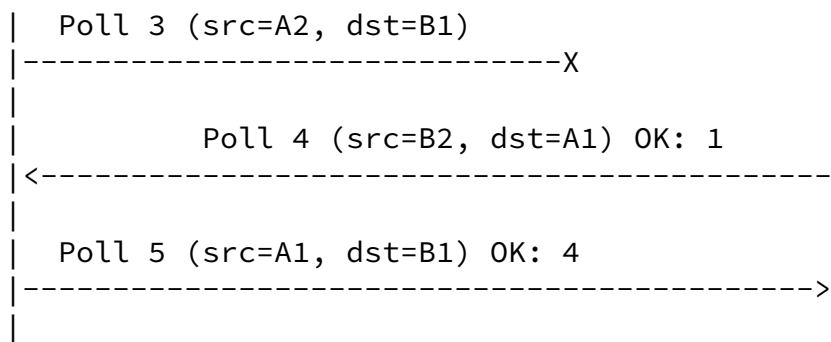 |  Poll 3 (src=A2, dst=B1)
|------------------------------X
|
|          Poll 4 (src=B2, dst=A1) OK: 1
|<--------------------------------------------
|
|  Poll 5 (src=A1, dst=B1) OK: 4
|-------------------------------------------->
|